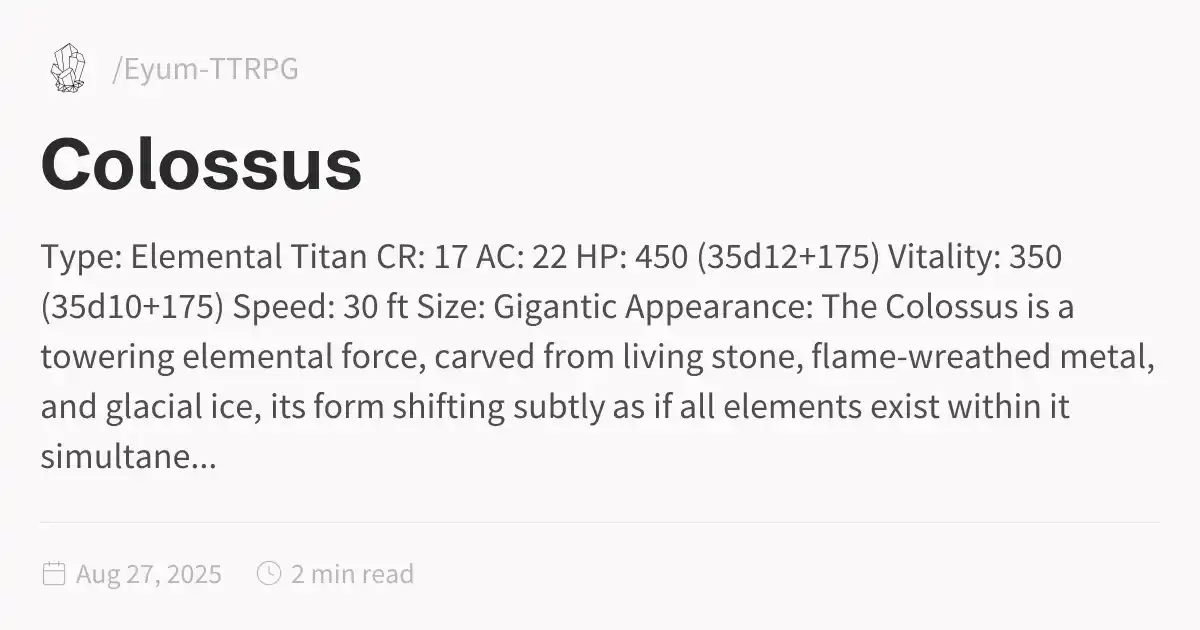 /Eyum-TTRPG
Colossus
Type: Elemental Titan CR: 17 AC: 22 HP: 450 (35d12+175) Vitality: 350
(35d10+175) Speed: 30 ft Size: Gigantic Appearance: The Colossus is a
towering elemental force, carved from living stone, flame-wreathed metal,
and glacial ice, its form shifting subtly as if all elements exist within it
simultane...
Aug 27, 2025 2 min read